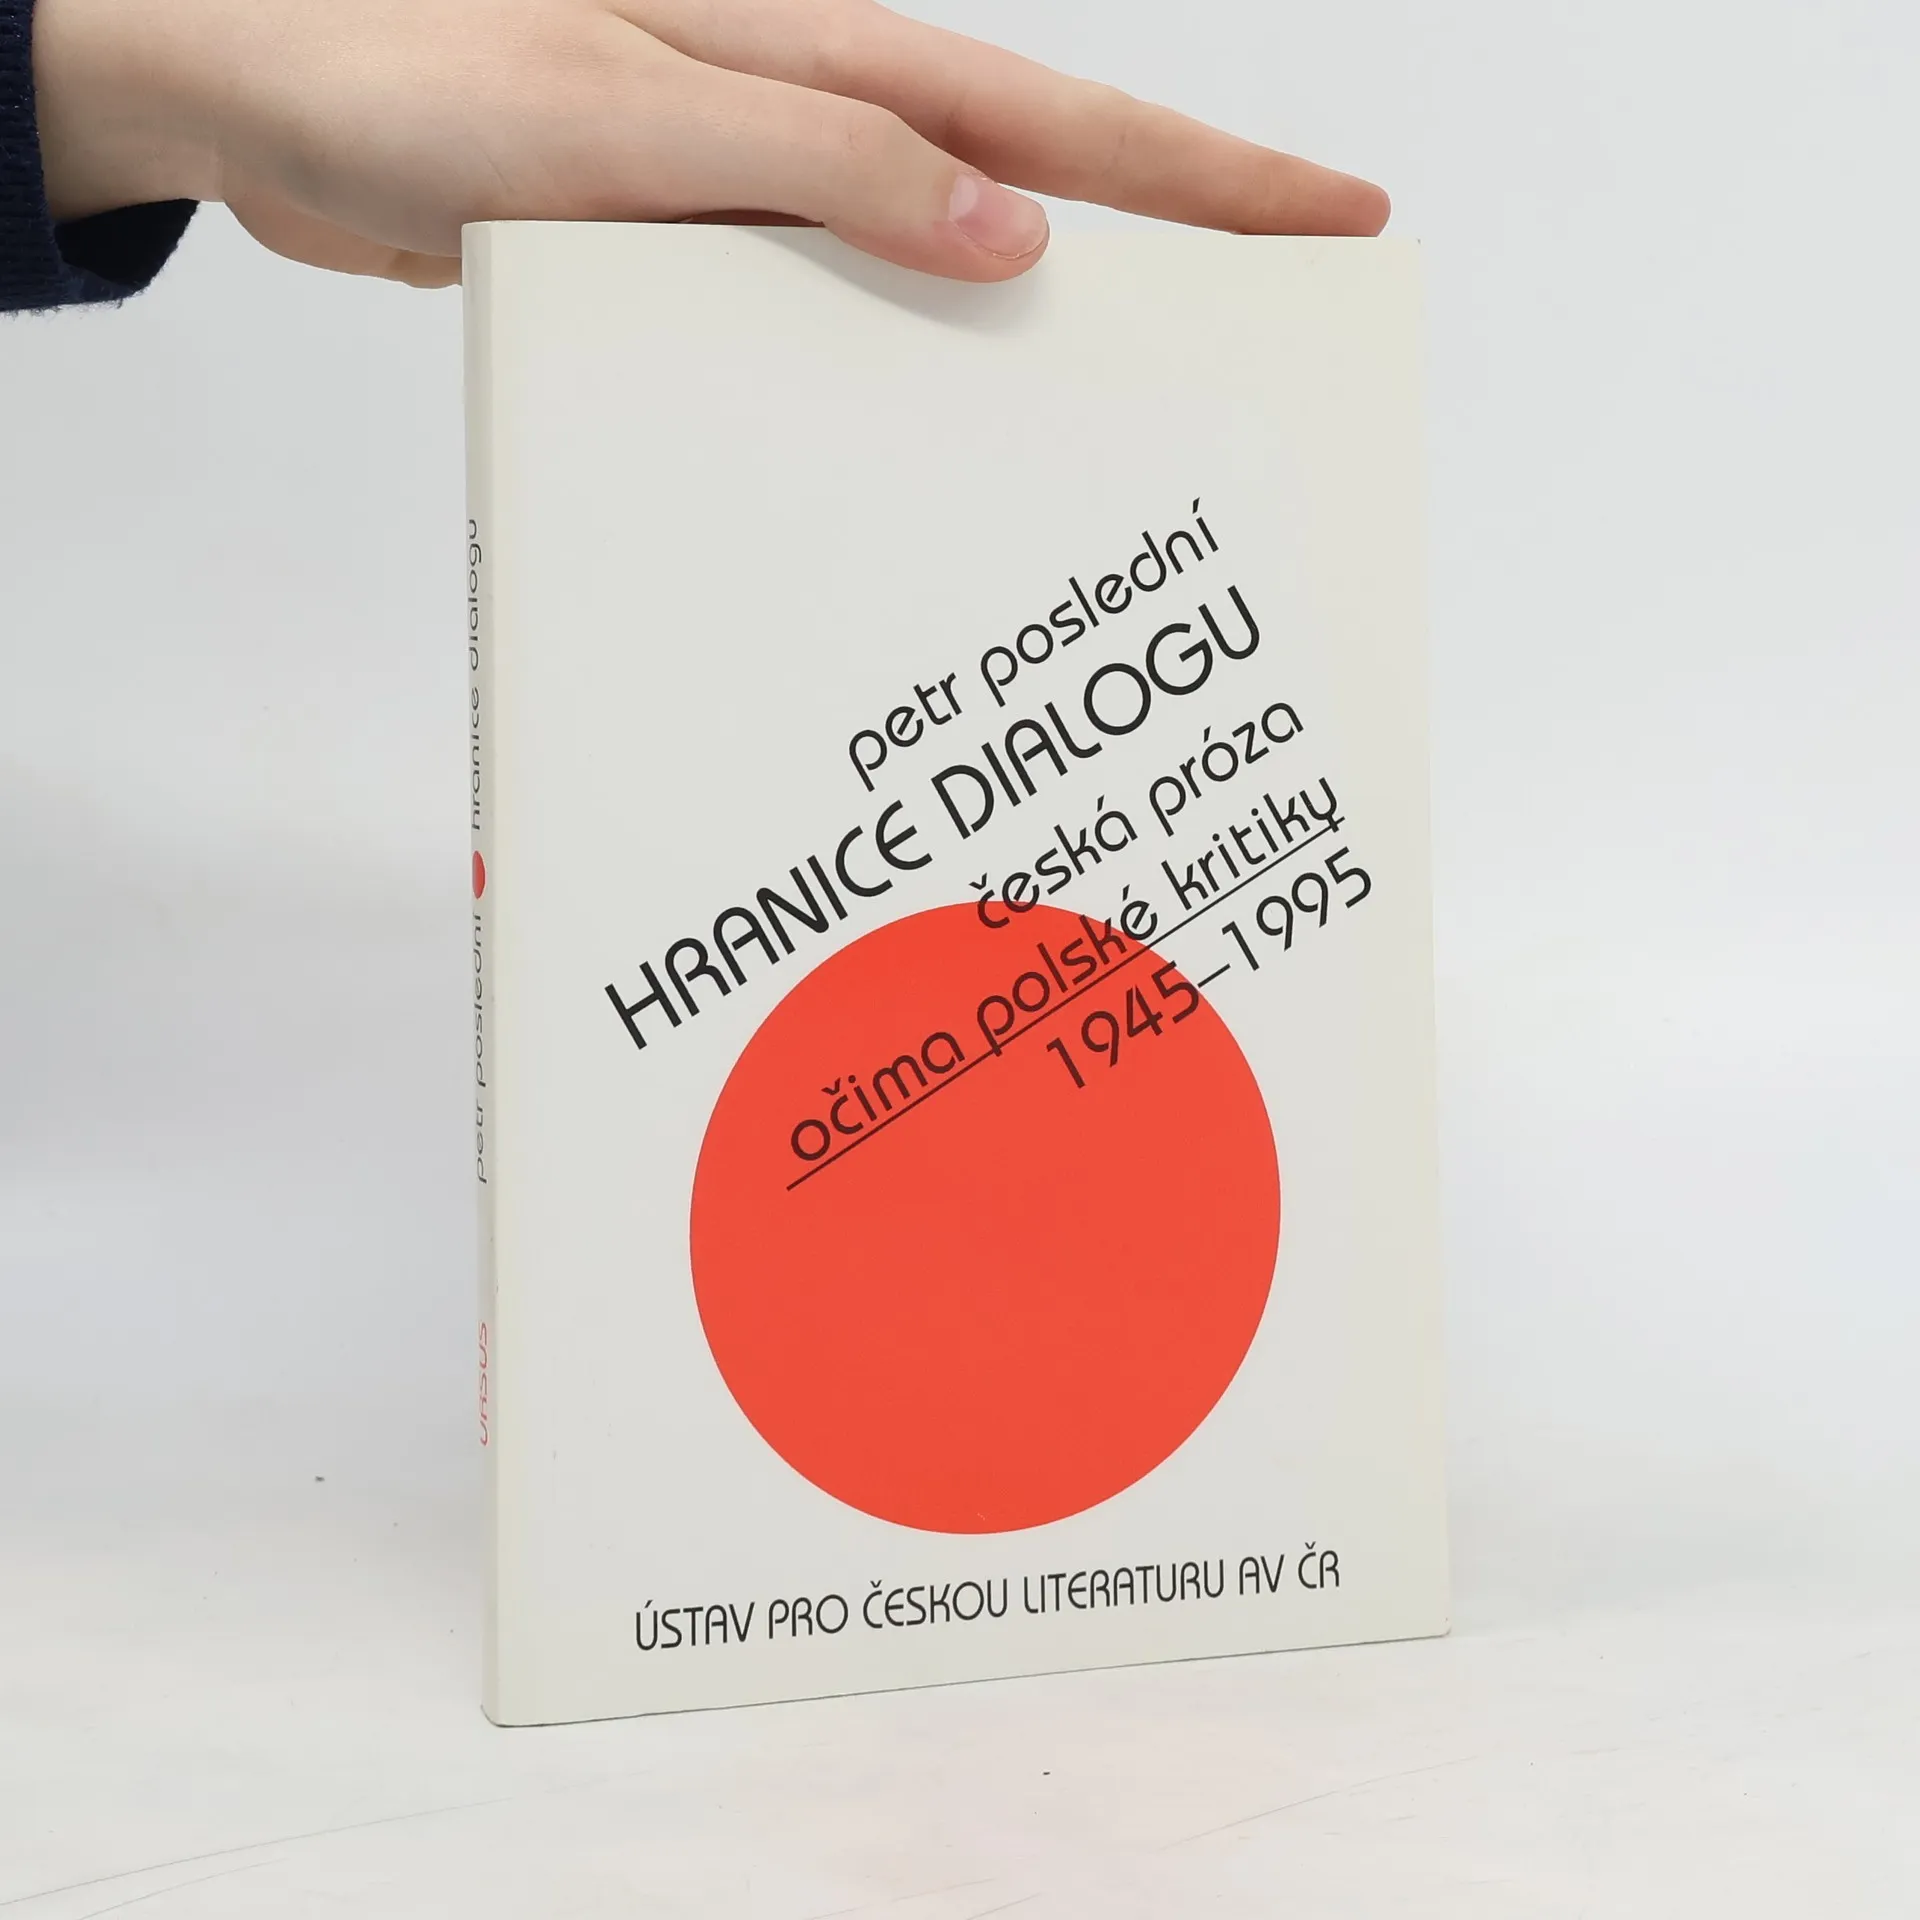 petr poslední
HRANICE DIALOGU
česká próza
očima polské kritiky
1945–1995
ÚSTAV PRO ČESKOU LITERATURU AV ČR
VRSUS petr poslední hranice dialogu